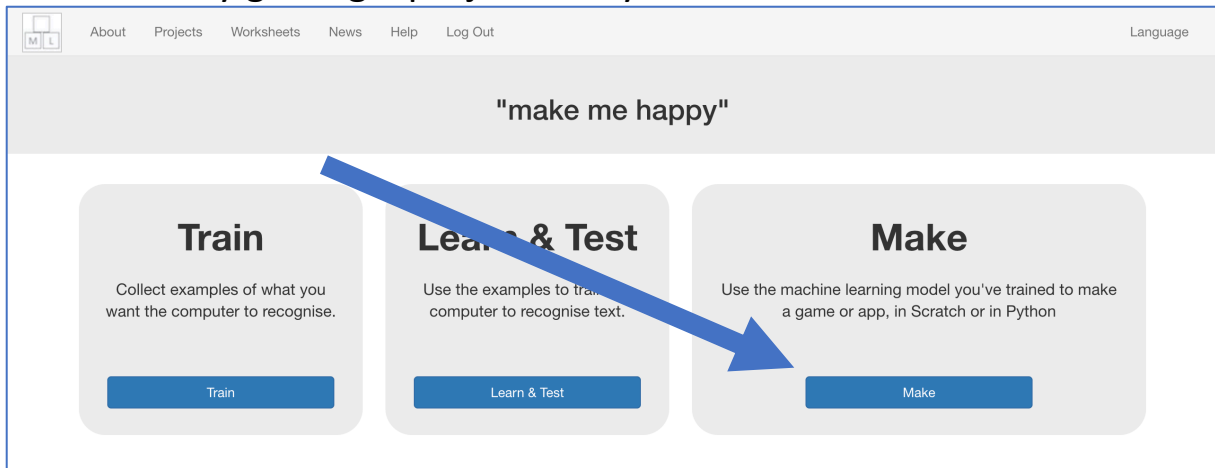 M L
About Projects Worksheets News Help Log Out Language
"make me happy"
Train
Collect examples of what you
want the computer to recognise.
Train
Learn & Test
Use the examples to
computer to recognise text.
Learn & Test
Make
Use the machine learning model you've trained to make
a game or app, in Scratch or in Python
Make